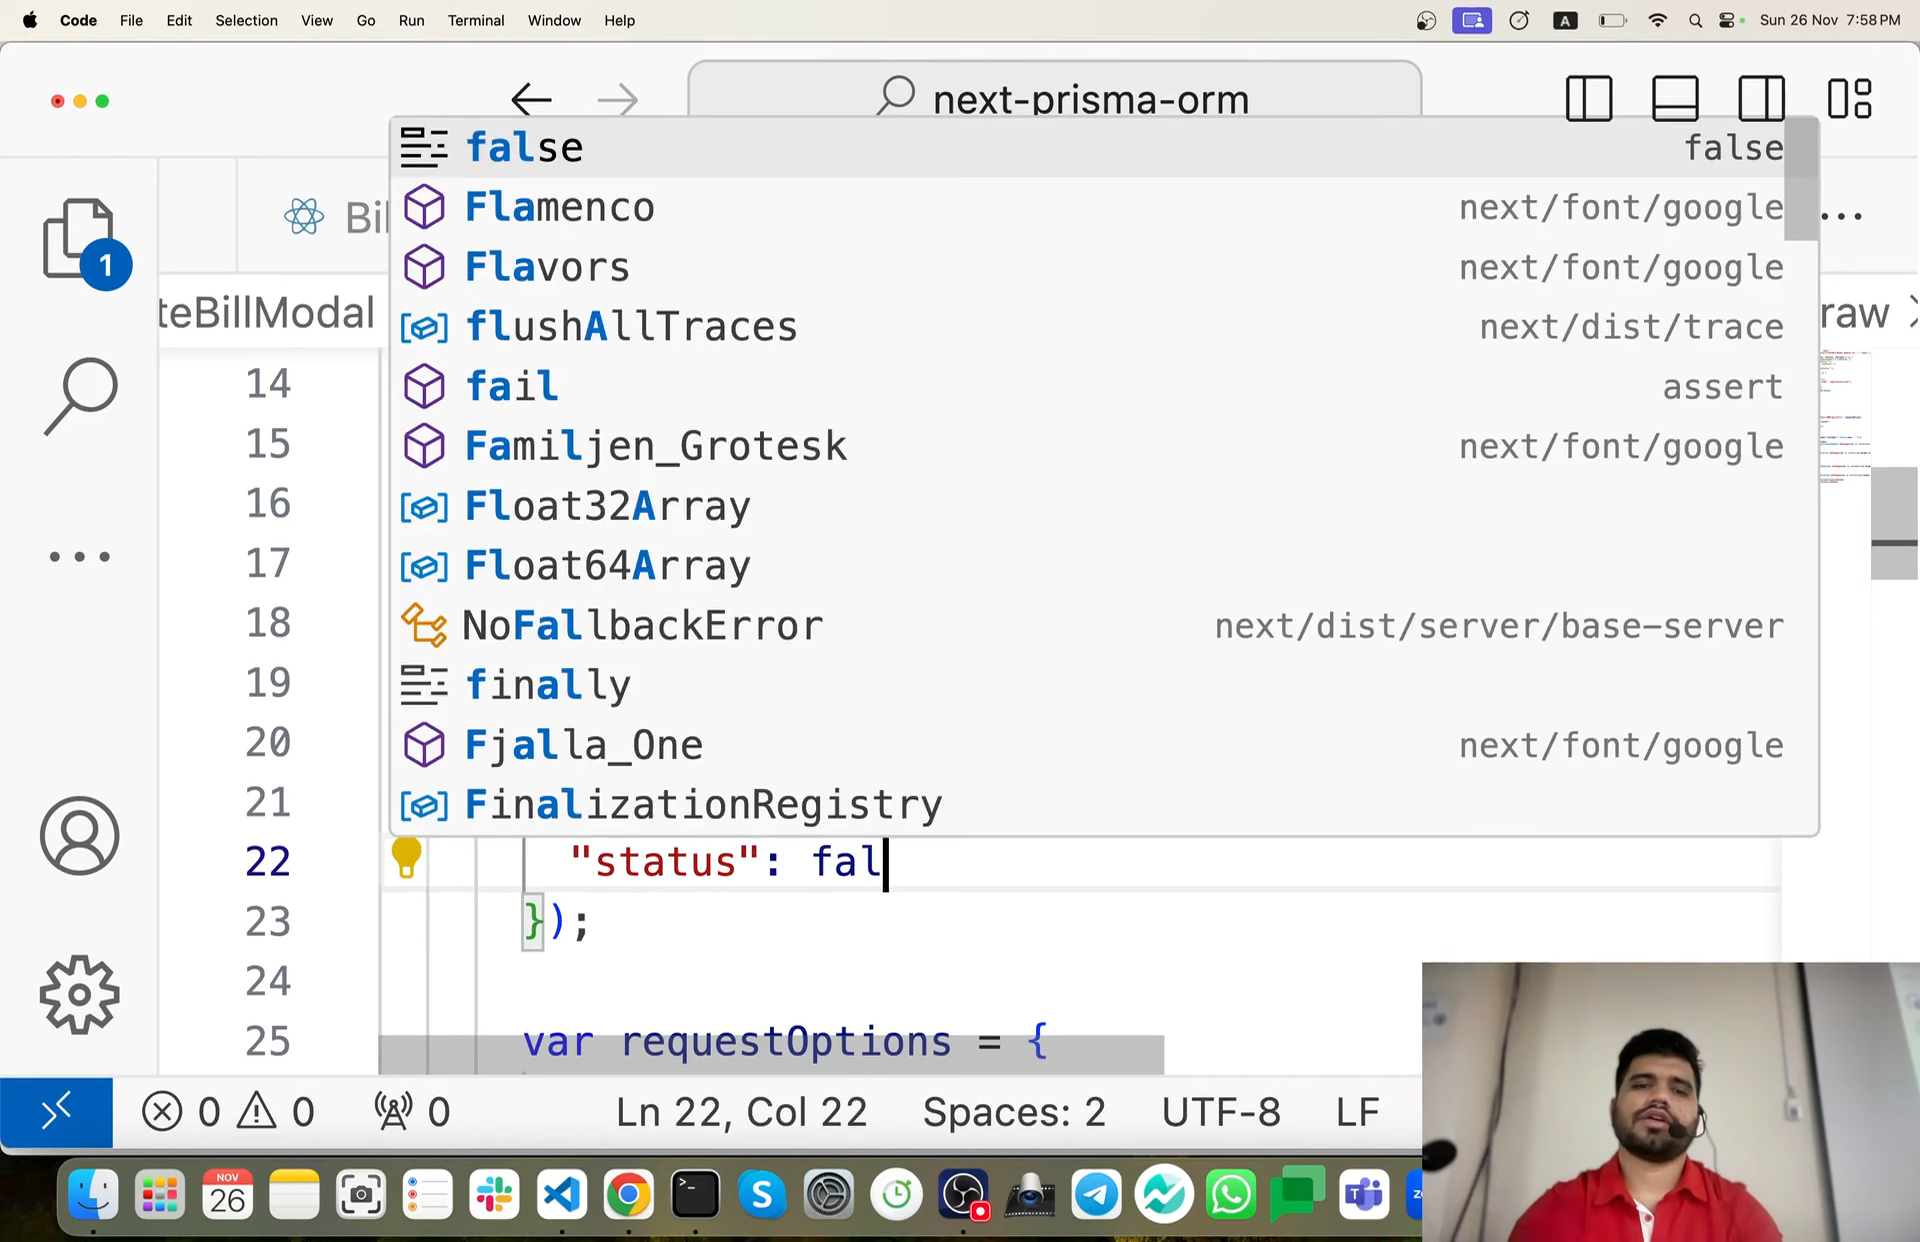 Code File Edit Selection View Go Run Terminal Window Help A Sun 26 Nov 7:58 PM
next-prisma-orm
false false
Flamenco next/font/google
Flavors next/font/google
flushAllTraces next/dist/trace
fail assert
Familjen_Grotesk next/font/google
Float32Array
Float64Array
NoFallbackError next/dist/server/base-server
finally
Fjalla_One next/font/google
FinalizationRegistry
1
Bil
...
teBillModal
raw
14
15
16
17
18
19
20
21
22 "status": fal
23 });
24
25 var requestOptions = {
0 0 0 Ln 22, Col 22 Spaces: 2 UTF-8 LF
NOV
26
S
T